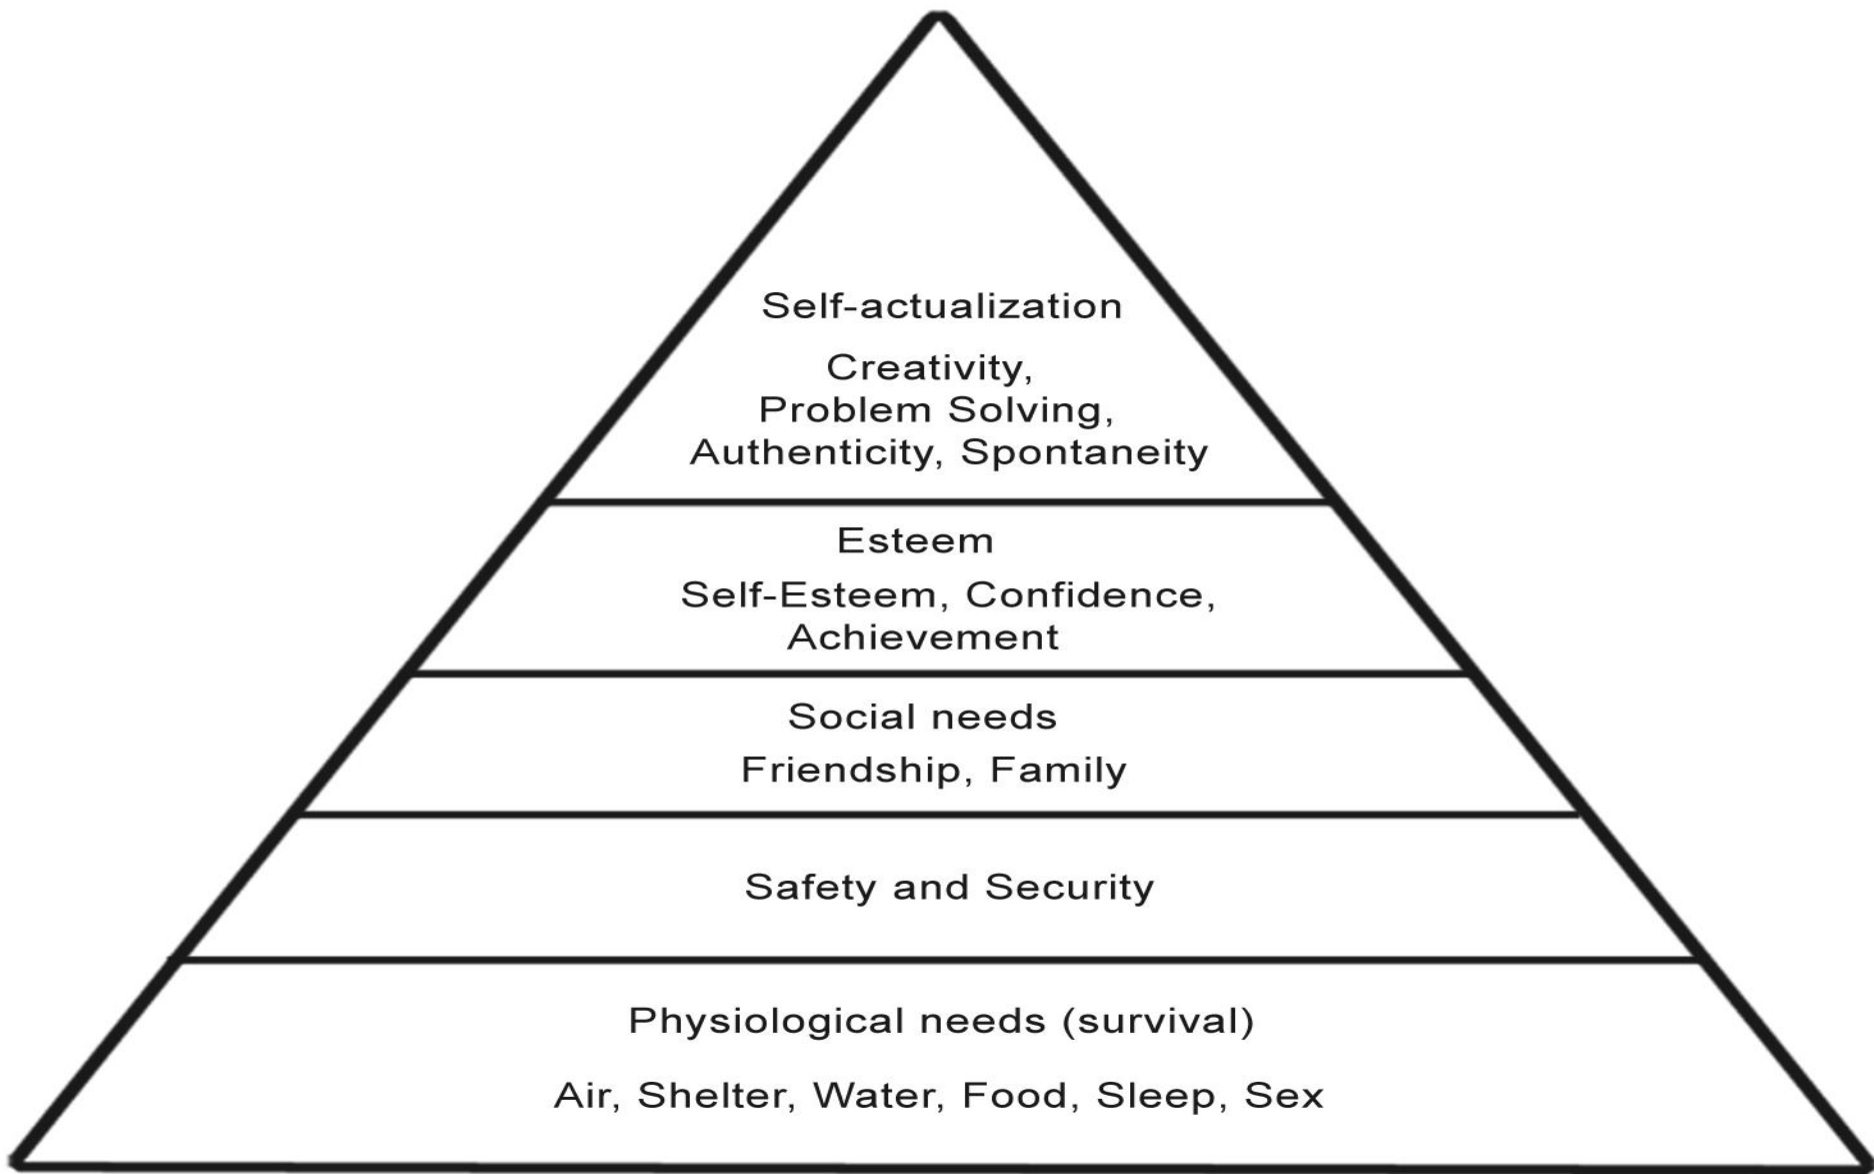 Self-actualization
Creativity,
Problem Solving,
Authenticity, Spontaneity
Esteem
Self-Esteem, Confidence,
Achievement
Social needs
Friendship, Family
Safety and Security
Physiological needs (survival)
Air, Shelter, Water, Food, Sleep, Sex